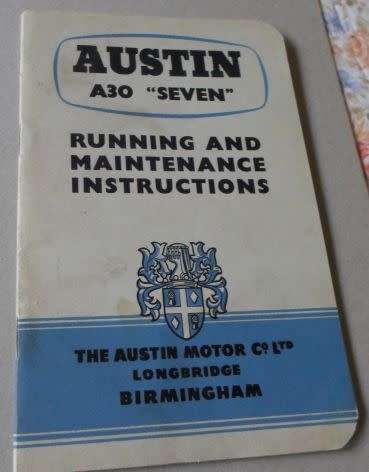 AUSTIN
A30 "SEVEN"
RUNNING AND
MAINTENANCE
INSTRUCTIONS
THE AUSTIN MOTOR Co LTD
LONGBRIDGE
BIRMINGHAM